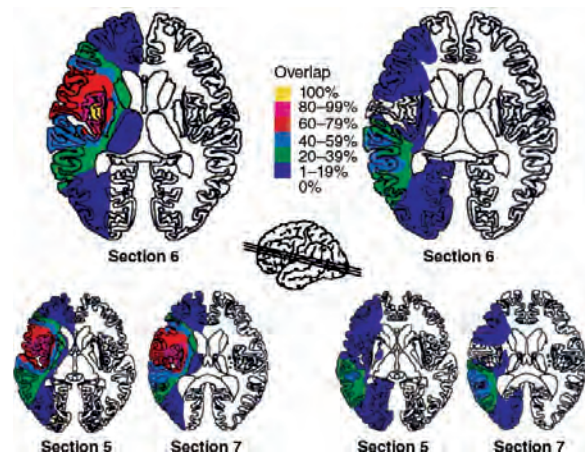 Overlap
100%
80–99%
60–79%
40–59%
20–39%
1–19%
0%
Section 6
Section 6
Section 5
Section 7
Section 5
Section 7